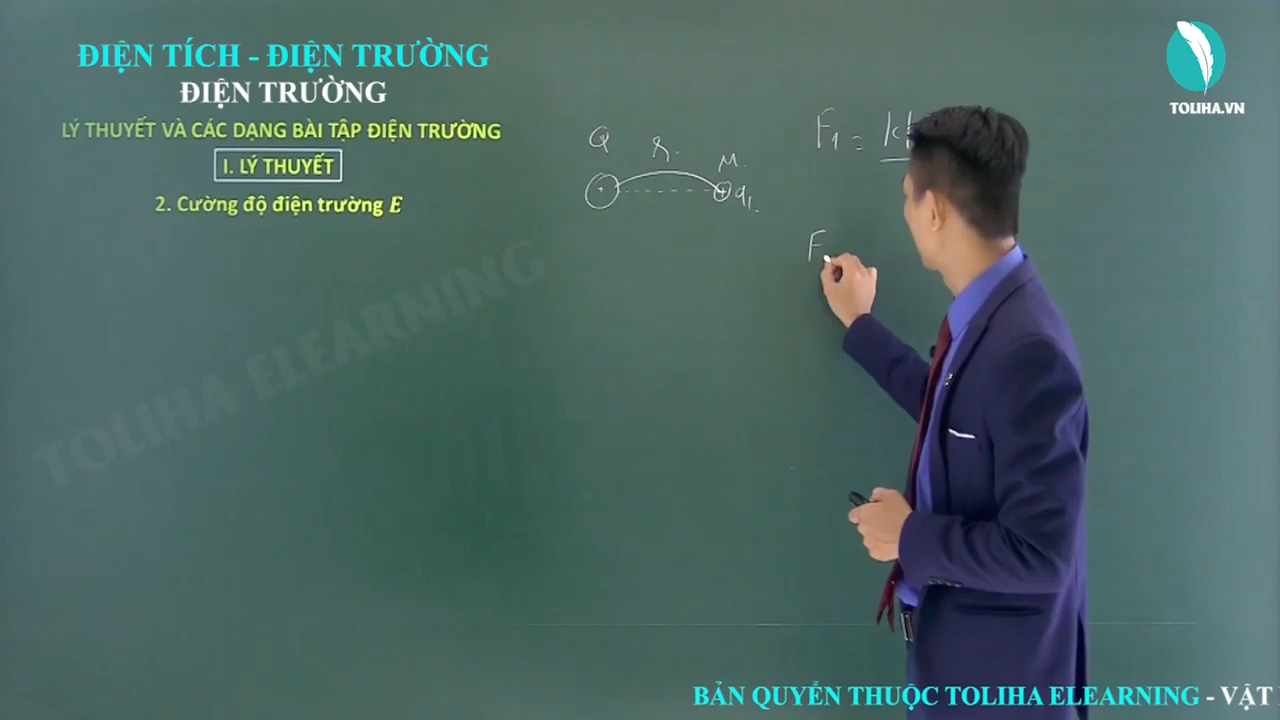 ĐIỆN TÍCH - ĐIỆN TRƯỜNG
ĐIỆN TRƯỜNG
LÝ THUYẾT VÀ CÁC DẠNG BÀI TẬP ĐIỆN TRƯỜNG
I. LÝ THUYẾT
2. Cường độ điện trường E
TOLIHA.VN
Q r. M.
+ + q1.
F1 =
F
TOLIHA ELEARNING
BẢN QUYỀN THUỘC TOLIHA ELEARNING - VẬT